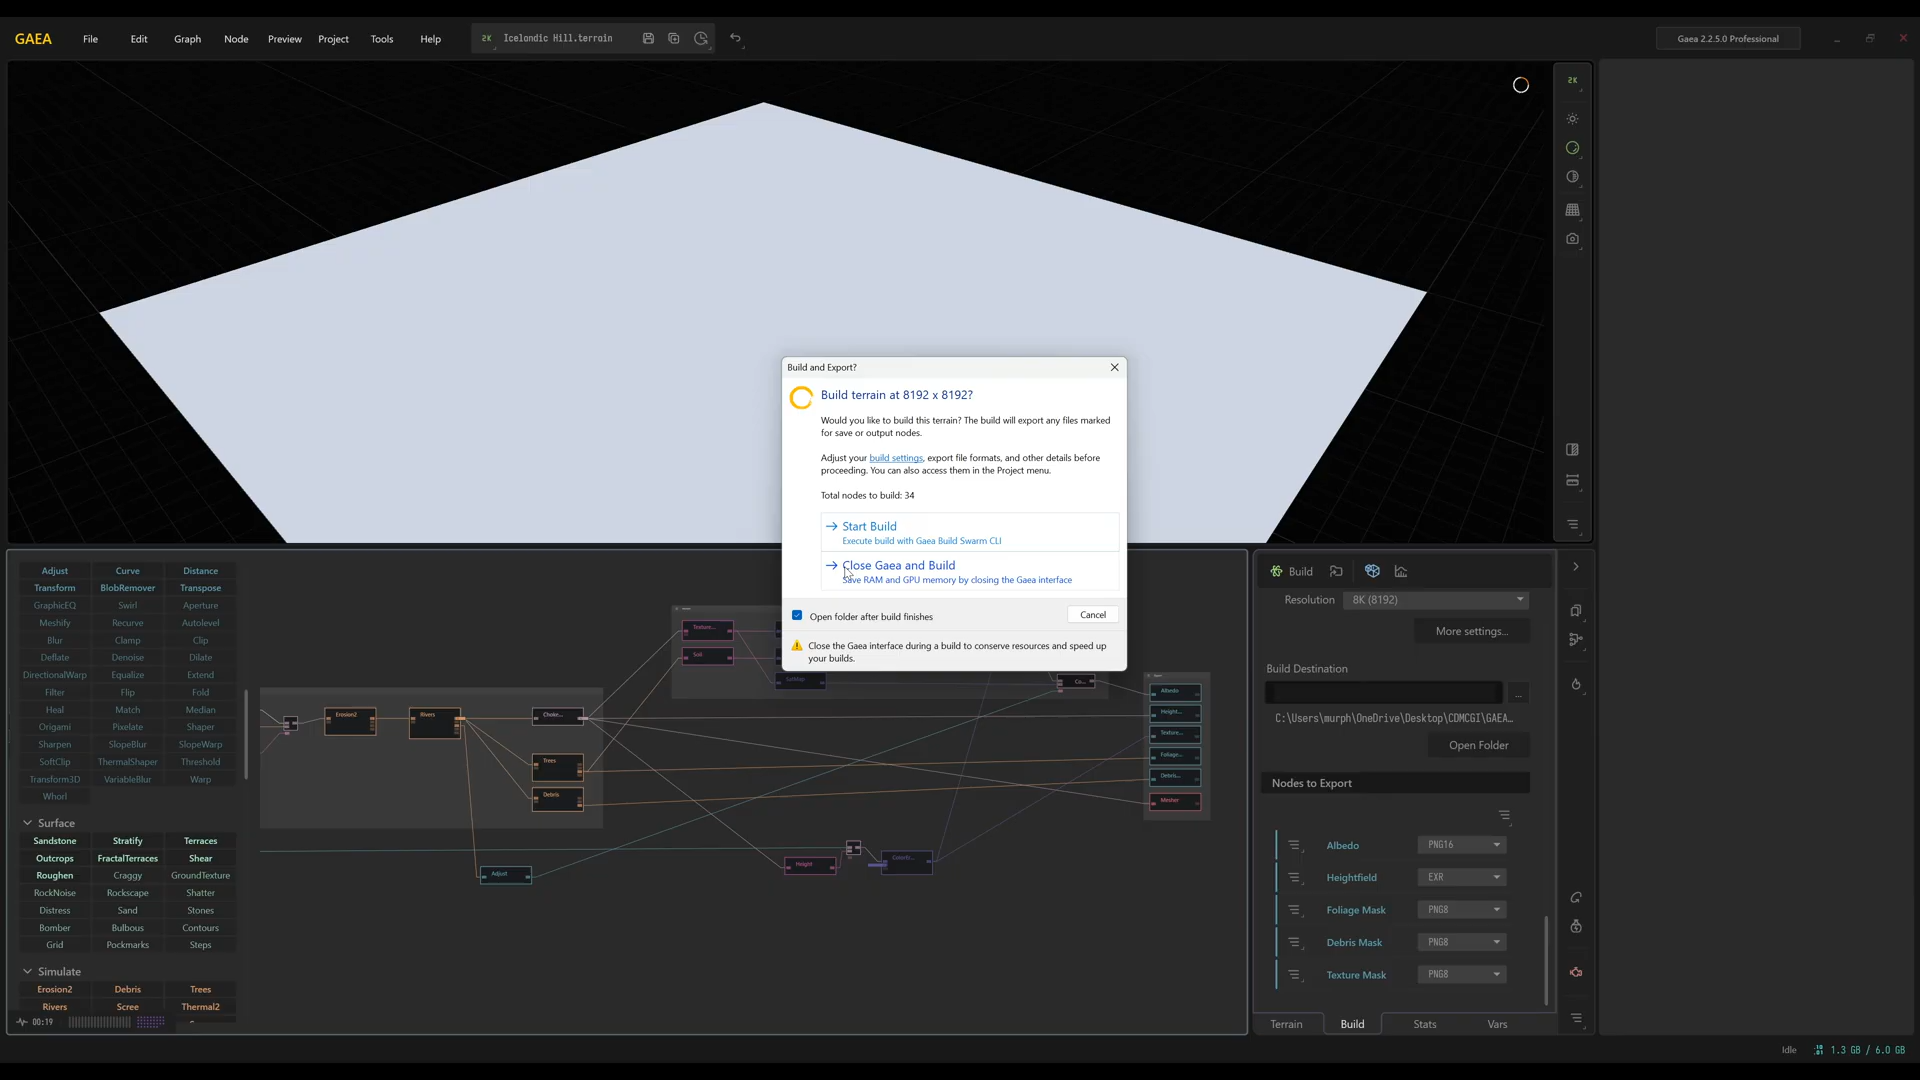 GAEA
File
Edit
Graph
Node
Preview
Project
Tools
Help
2K
Icelandic Hill.terrain
Gaea 2.2.5.0 Professional
2K
Build and Export?
Build terrain at 8192 x 8192?
Would you like to build this terrain? The build will export any files marked
for save or output nodes.
Adjust your build settings, export file formats, and other details before
proceeding. You can also access them in the Project menu.
Total nodes to build: 34
Start Build
Execute build with Gaea Build Swarm CLI
Close Gaea and Build
Save RAM and GPU memory by closing the Gaea interface
Open folder after build finishes
Cancel
Close the Gaea interface during a build to conserve resources and speed up
your builds.
Adjust Curve Distance
Transform BlobRemover Transpose
GraphicEQ Swirl Aperture
Meshify Recurve Autolevel
Blur Clamp Clip
Deflate Denoise Dilate
DirectionalWarp Equalize Extend
Filter Flip Fold
Heal Match Median
Origami Pixelate Shaper
Sharpen SlopeBlur SlopeWarp
SoftClip ThermalShaper Threshold
Transform3D VariableBlur Warp
Whorl
Surface
Sandstone Stratify Terraces
Outcrops FractalTerraces Shear
Roughen Craggy GroundTexture
RockNoise Rockscape Shatter
Distress Sand Stones
Bomber Bulbous Contours
Grid Pockmarks Steps
Simulate
Erosion2 Debris Trees
Rivers Scree Thermal2
00:19
Erosion2
Rivers
Choke...
Trees
Debris
Adjust
Texture...
Soil
SatMap
Co...
Height
Albedo
Height...
Texture...
Foliage...
Debris...
Mesher
Build
Resolution
8K (8192)
More settings...
Build Destination
...
C:\Users\murph\OneDrive\Desktop\CDMCGI\GAEA...
Open Folder
Nodes to Export
Albedo PNG16
Heightfield EXR
Foliage Mask PNG8
Debris Mask PNG8
Texture Mask PNG8
Terrain
Build
Stats
Vars
Idle
1.3 GB / 6.0 GB